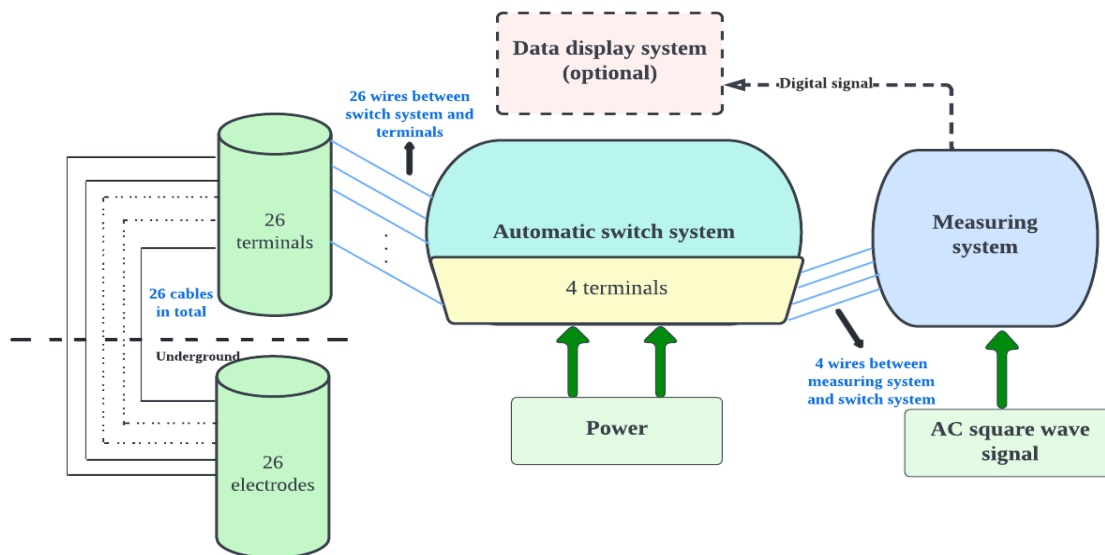 Data display system
(optional)
Digital signal
26 wires between
switch system and
terminals
26
terminals
Automatic switch system
Measuring
system
4 terminals
26 cables
in total
Underground
4 wires between
measuring system
and switch system
Power
AC square wave
signal
26
electrodes